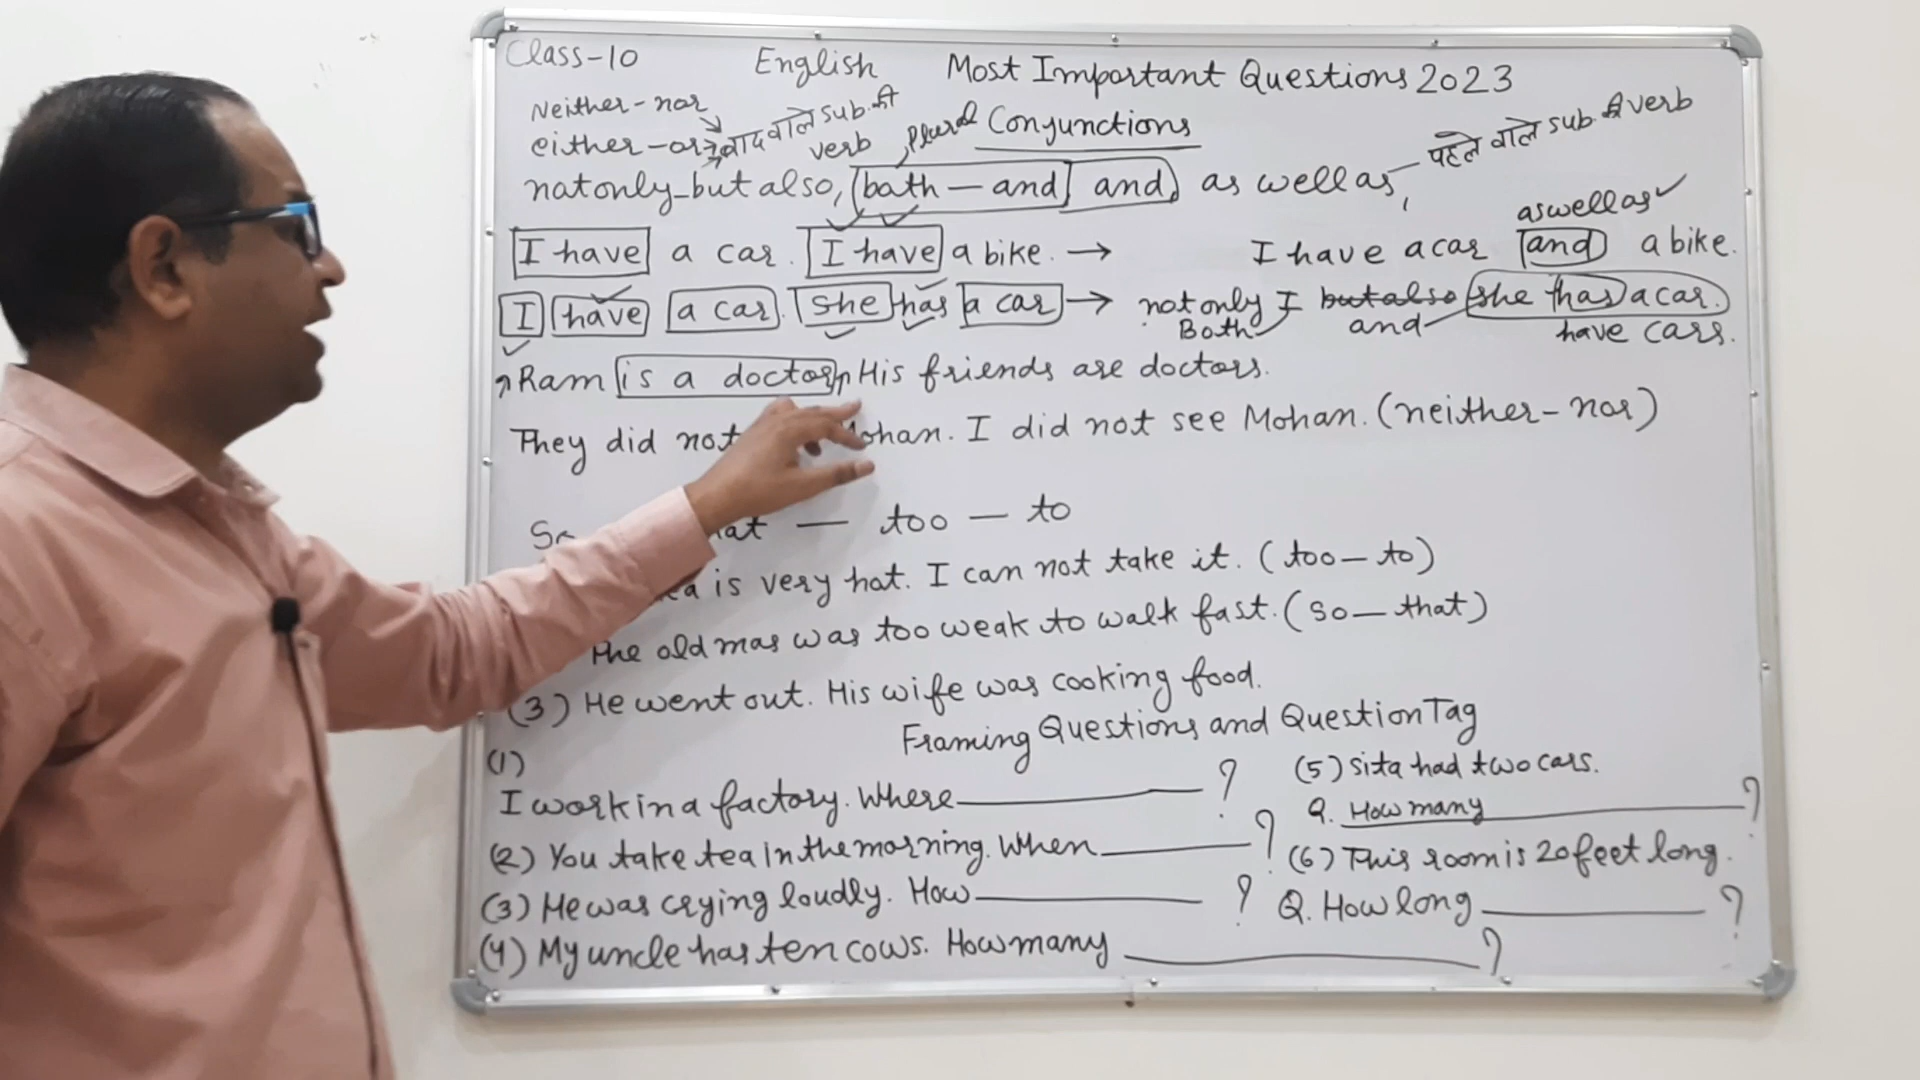 Class-10 English Most Important Questions 2023
Neither-nor
either-or बाद वाले sub. की verb
Plural Conjunctions
पहले वाले sub. की verb
not only-but also, both-and and, as well as,
as well as
I have a car. I have a bike. → I have a car and a bike.
I have a car. she has a car → not only I but also she has a car.
Both and have cars.
Ram is a doctor, His friends are doctors.
They did not Mohan. I did not see Mohan. (neither-nor)
— too — to
is very hot. I can not take it. (too-to)
The old mas was too weak to walk fast. (so-that)
(3) He went out. His wife was cooking food.
Framing Questions and Question Tag
(1)
I work in a factory. Where ?
(2) You take tea in the morning. When ?
(3) He was crying loudly. How ?
(4) My uncle has ten cows. How many ?
(5) Sita had two cars.
Q. How many ?
(6) This room is 20 feet long.
Q. How long ?